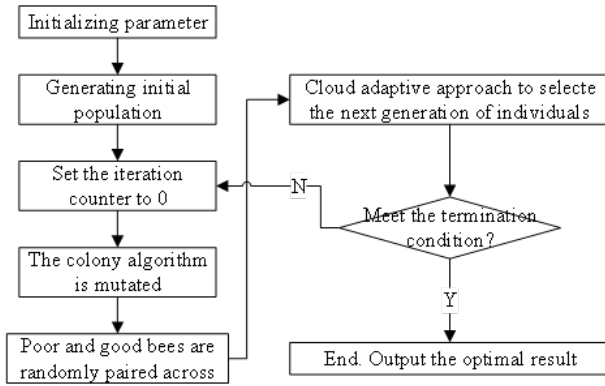 Initializing parameter
Generating initial
population
Set the iteration
counter to 0
The colony algorithm
is mutated
Poor and good bees are
randomly paired across
Cloud adaptive approach to selecte
the next generation of individuals
N
Meet the termination
condition?
Y
End. Output the optimal result